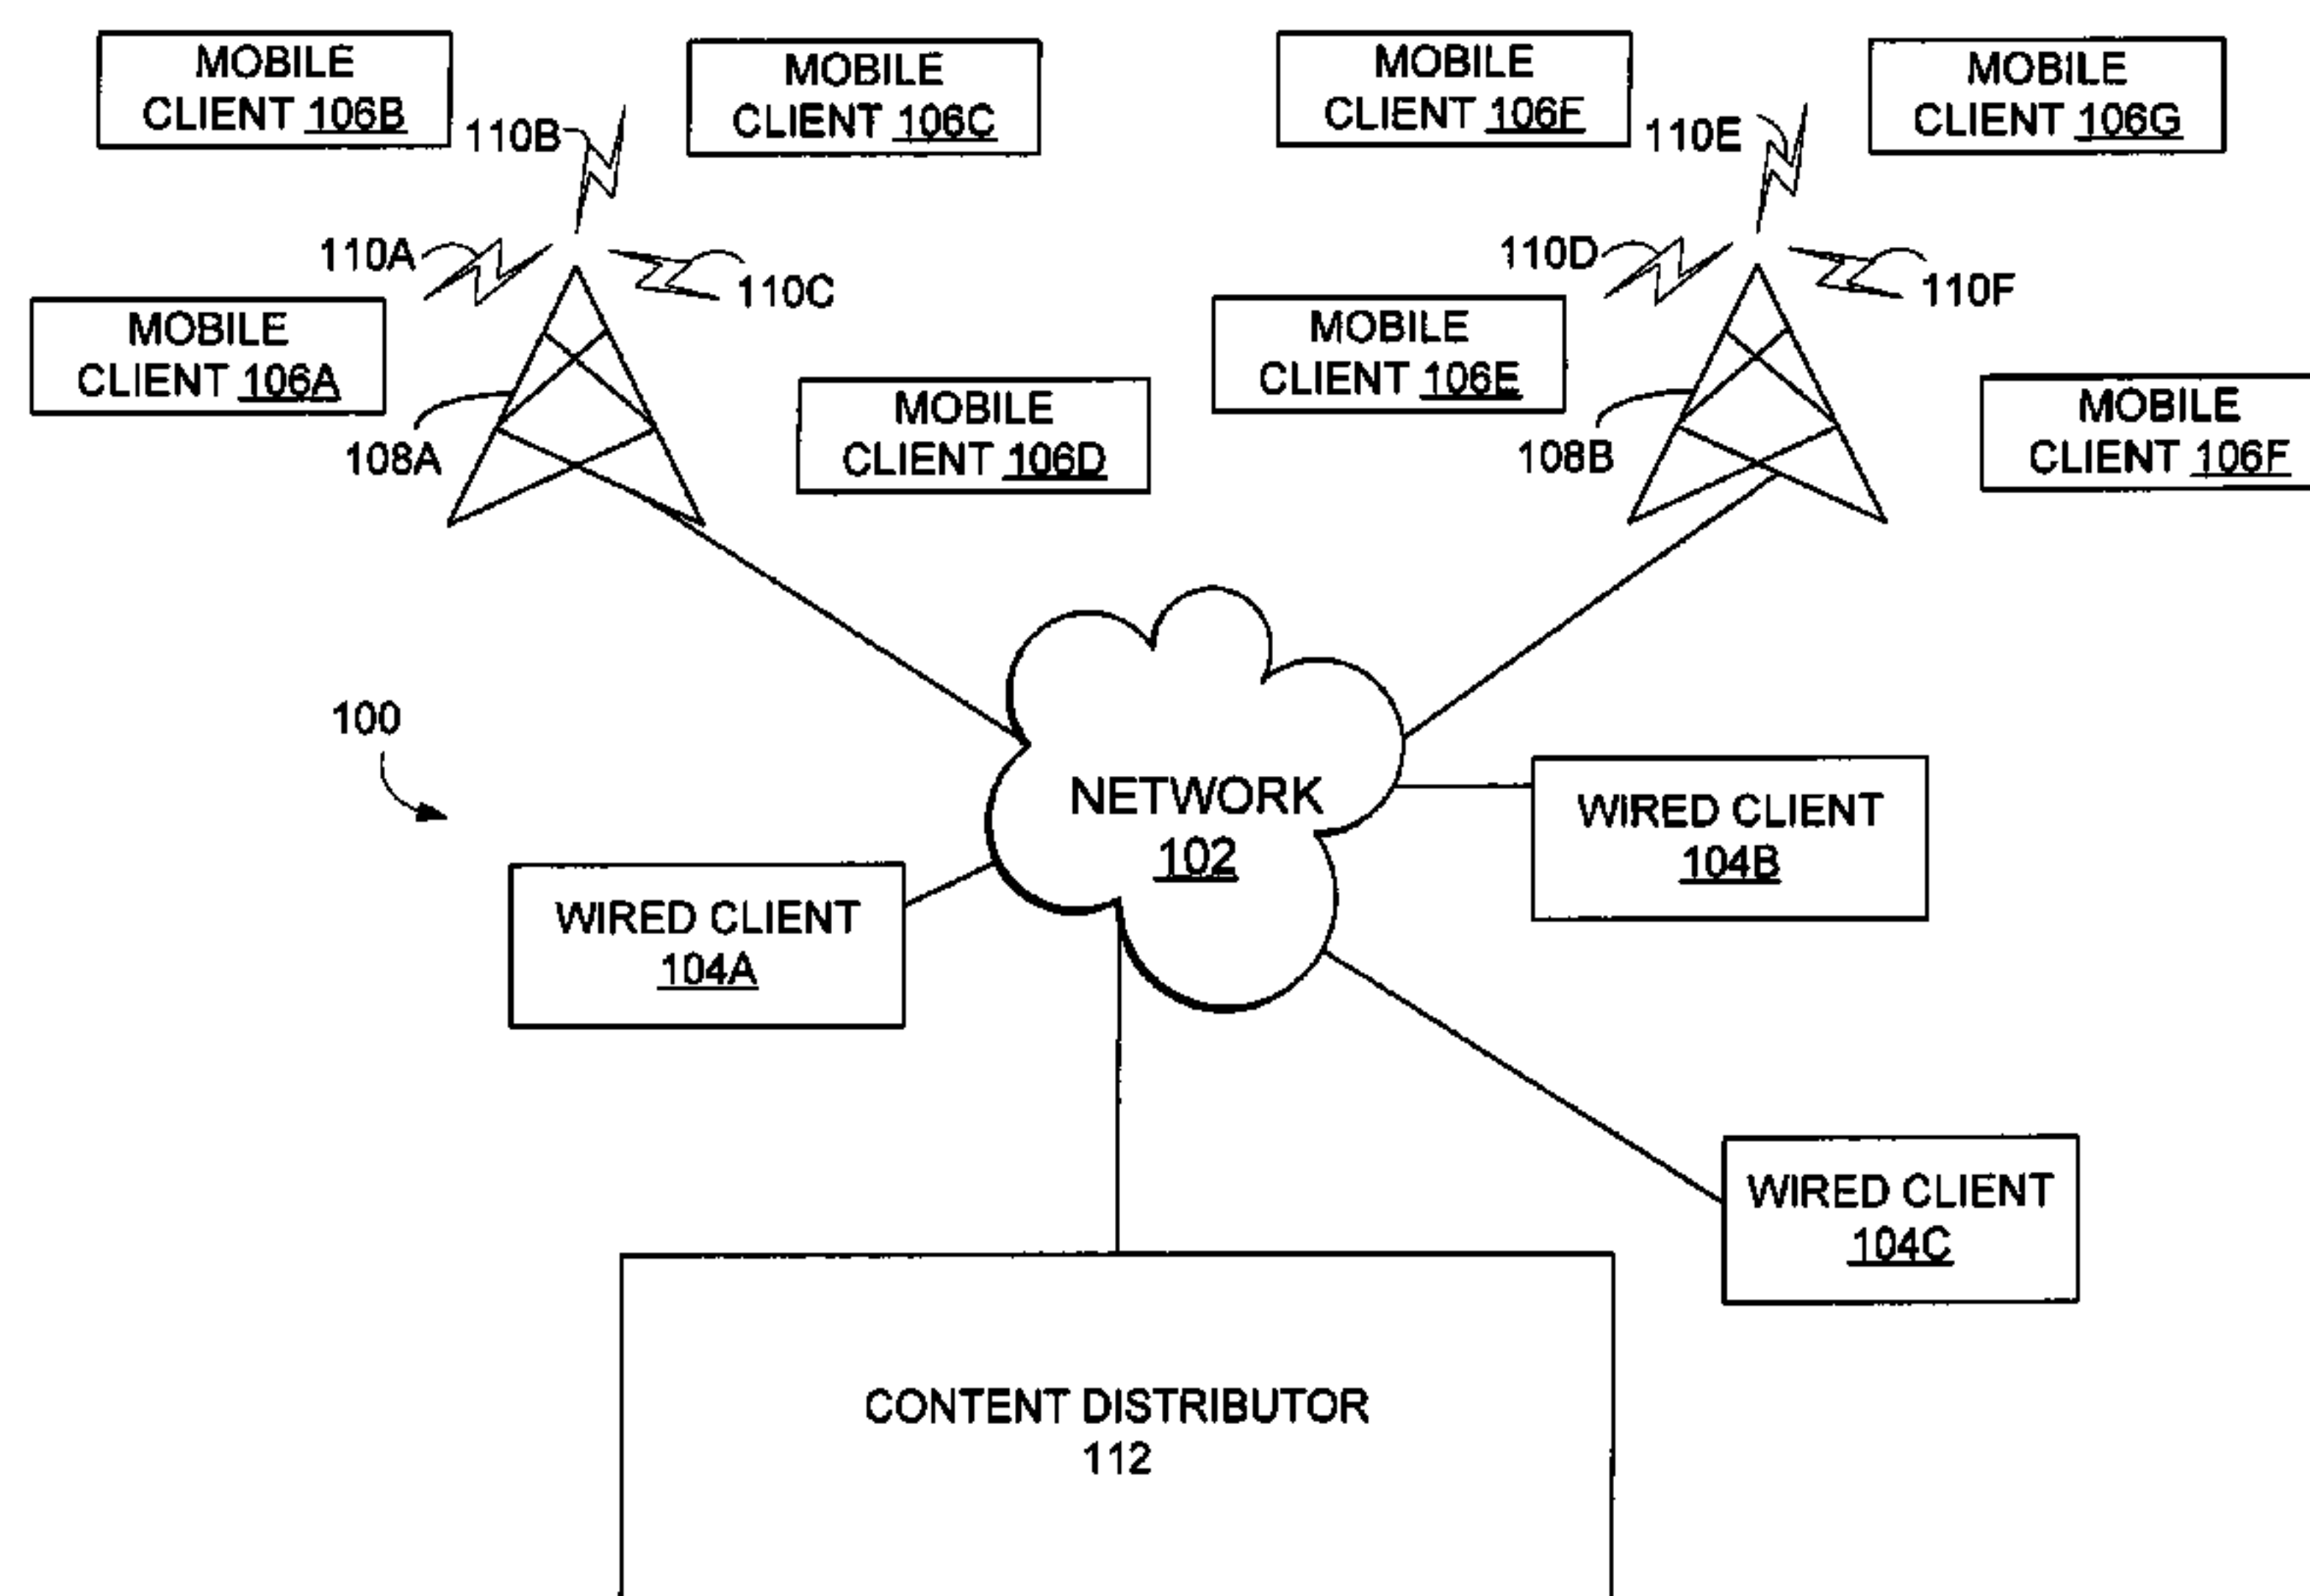 MOBILE
CLIENT 106B
MOBILE
CLIENT 106C
MOBILE
CLIENT 106F
MOBILE
CLIENT 106G
110B
110E
110A
110C
110D
110F
MOBILE
CLIENT 106A
MOBILE
CLIENT 106E
MOBILE
CLIENT 106D
MOBILE
CLIENT 106F
108A
108B
100
NETWORK
102
WIRED CLIENT
104B
WIRED CLIENT
104A
WIRED CLIENT
104C
CONTENT DISTRIBUTOR
112